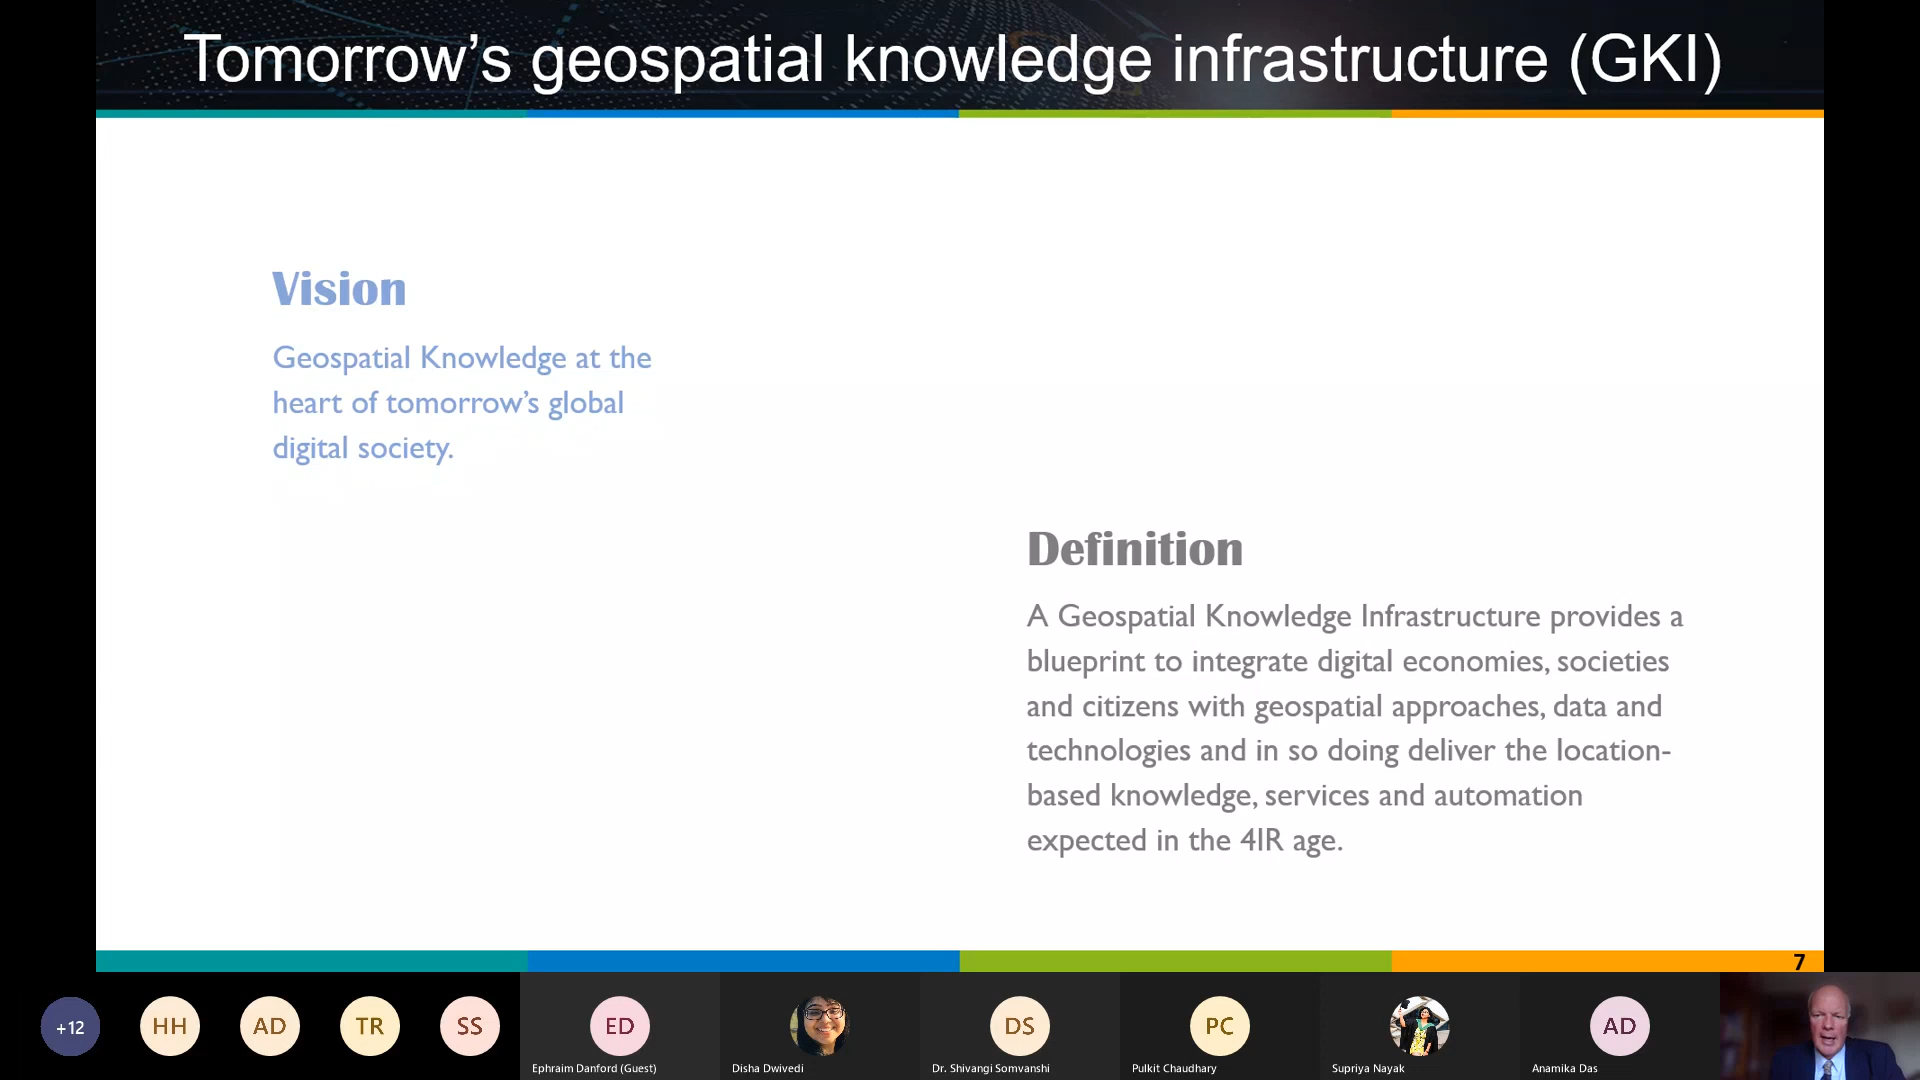 Tomorrow’s geospatial knowledge infrastructure (GKI)
Vision
Geospatial Knowledge at the
heart of tomorrow’s global
digital society.
Definition
A Geospatial Knowledge Infrastructure provides a
blueprint to integrate digital economies, societies
and citizens with geospatial approaches, data and
technologies and in so doing deliver the location-
based knowledge, services and automation
expected in the 4IR age.
7
+12
HH
AD
TR
SS
ED
DS
PC
AD
Ephraim Danford (Guest)
Disha Dwivedi
Dr. Shivangi Somvanshi
Pulkit Chaudhary
Supriya Nayak
Anamika Das